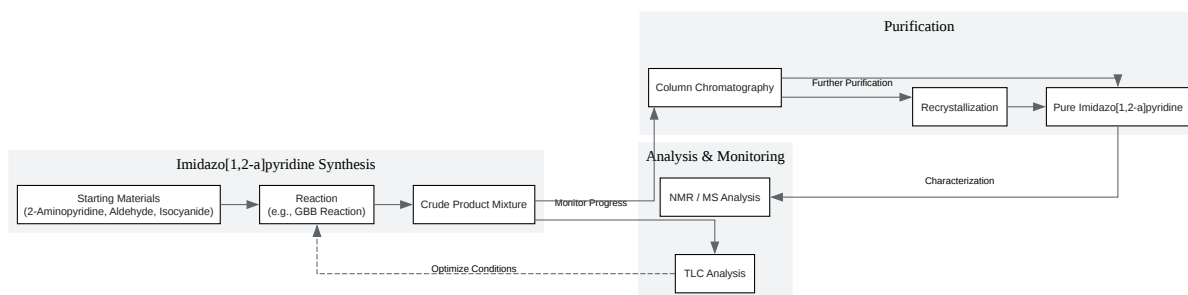 Purification
Column Chromatography
Further Purification
Recrystallization
Pure Imidazo[1,2-a]pyridine
Imidazo[1,2-a]pyridine Synthesis
Starting Materials
(2-Aminopyridine, Aldehyde, Isocyanide)
Reaction
(e.g., GBB Reaction)
Crude Product Mixture
Monitor Progress
Analysis & Monitoring
NMR / MS Analysis
Characterization
TLC Analysis
Optimize Conditions